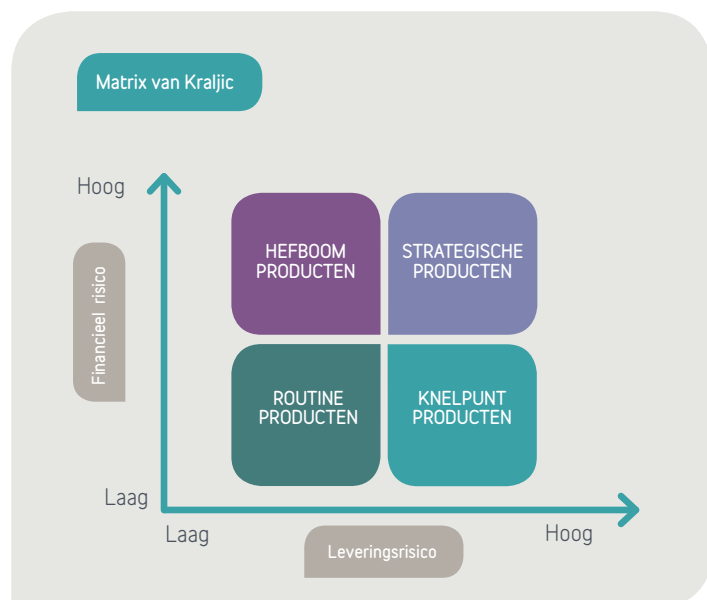 Matrix van Kraljic
Hoog
Financieel risico
HEFBOOM
PRODUCTEN
STRATEGISCHE
PRODUCTEN
ROUTINE
PRODUCTEN
KNELPUNT
PRODUCTEN
Laag
Laag
Leveringsrisico
Hoog